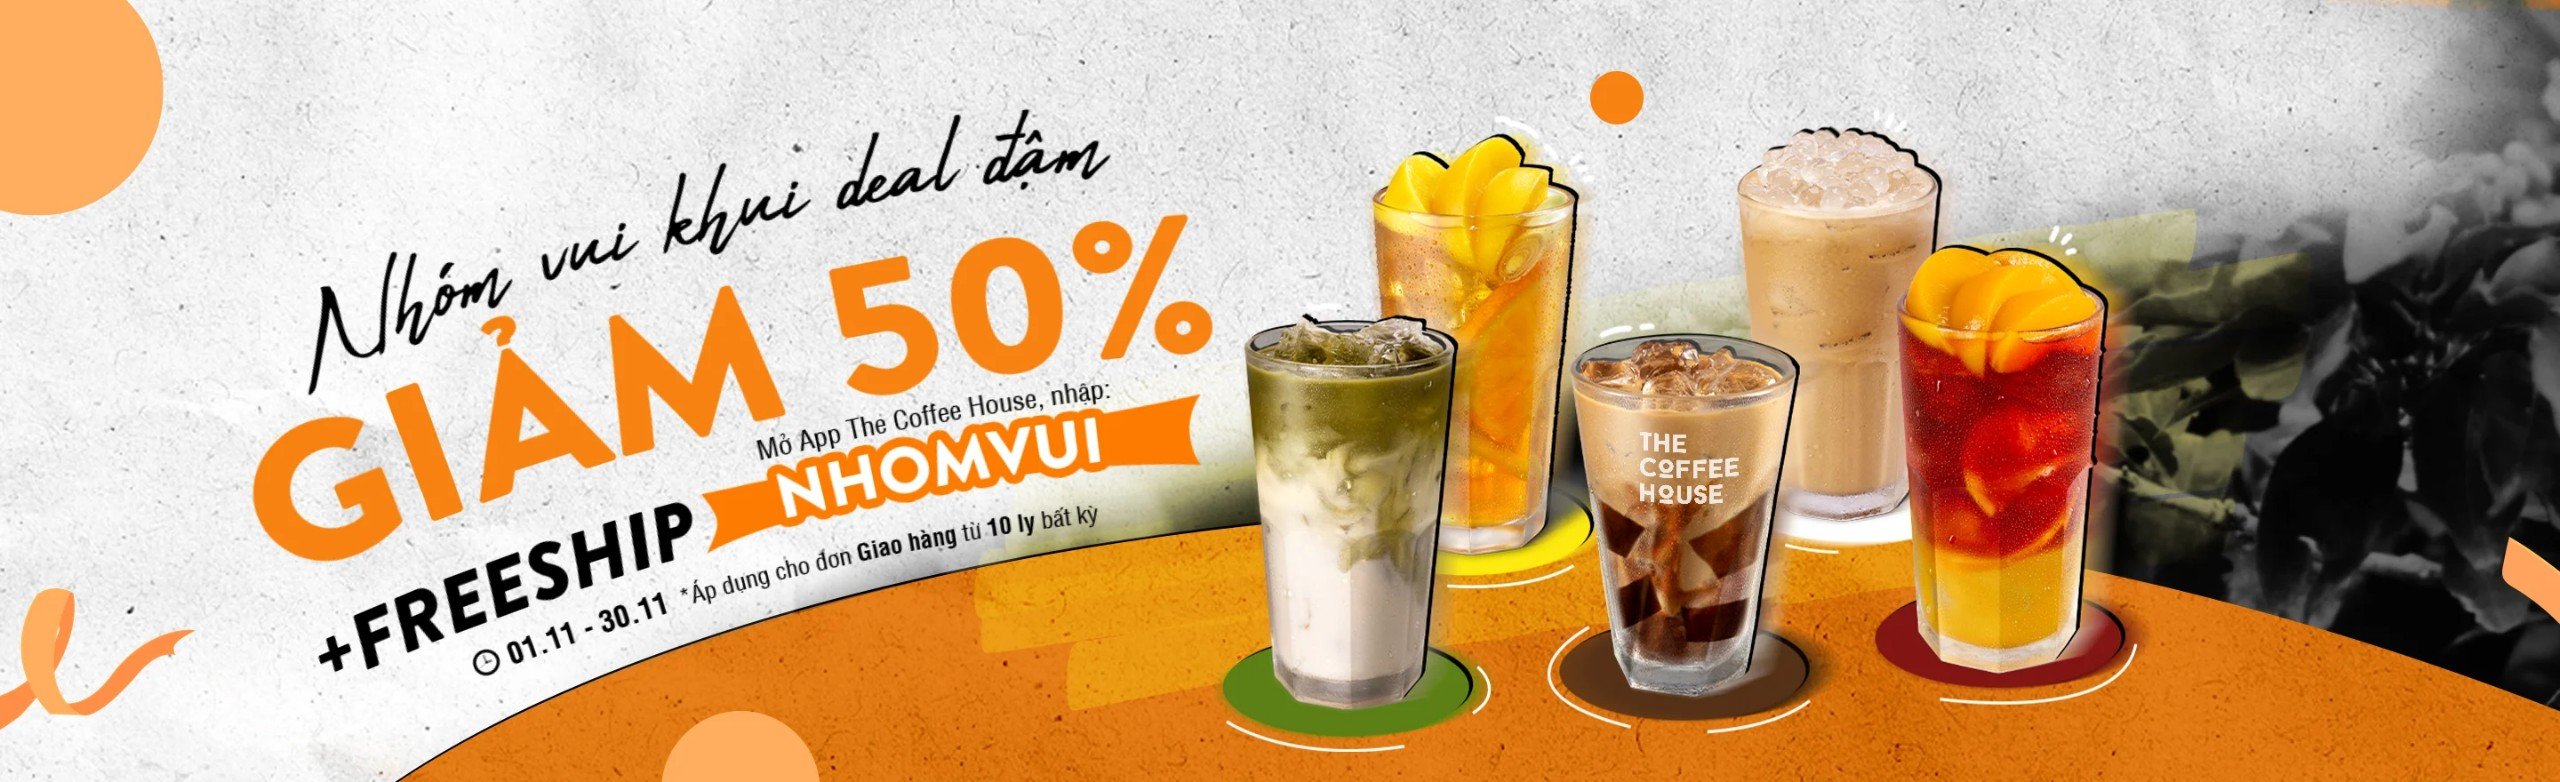 Nhóm vui khui deal đậm
GIẢM 50%
Mở App The Coffee House, nhập:
NHOMVUI
+FREESHIP
01.11 - 30.11 *Áp dụng cho đơn Giao hàng từ 10 ly bất kỳ
THE
COFFEE
HOUSE